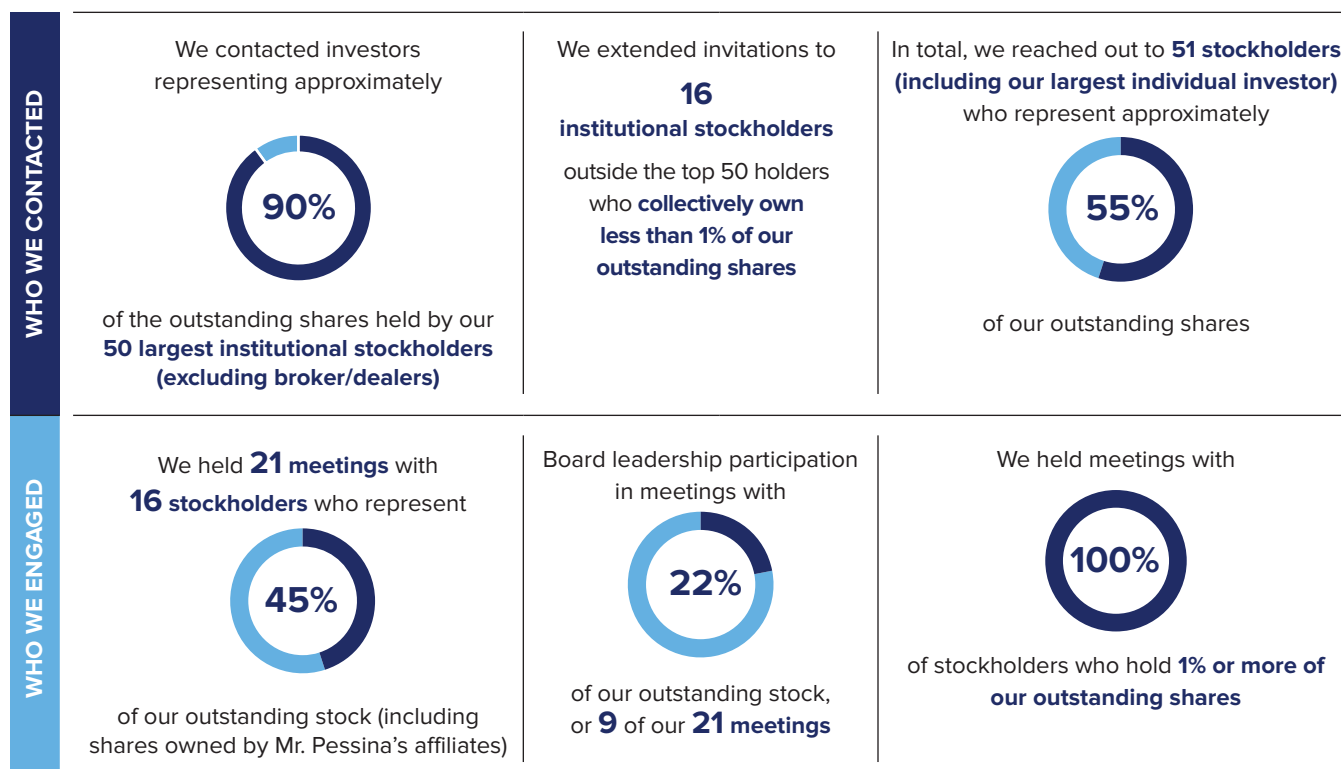 WHO WE CONTACTED
We contacted investors
representing approximately
90%
of the outstanding shares held by our
50 largest institutional stockholders
(excluding broker/dealers)
We extended invitations to
16
institutional stockholders
outside the top 50 holders
who collectively own
less than 1% of our
outstanding shares
In total, we reached out to 51 stockholders
(including our largest individual investor)
who represent approximately
55%
of our outstanding shares
WHO WE ENGAGED
We held 21 meetings with
16 stockholders who represent
45%
of our outstanding stock (including
shares owned by Mr. Pessina’s affiliates)
Board leadership participation
in meetings with
22%
of our outstanding stock,
or 9 of our 21 meetings
We held meetings with
100%
of stockholders who hold 1% or more of
our outstanding shares